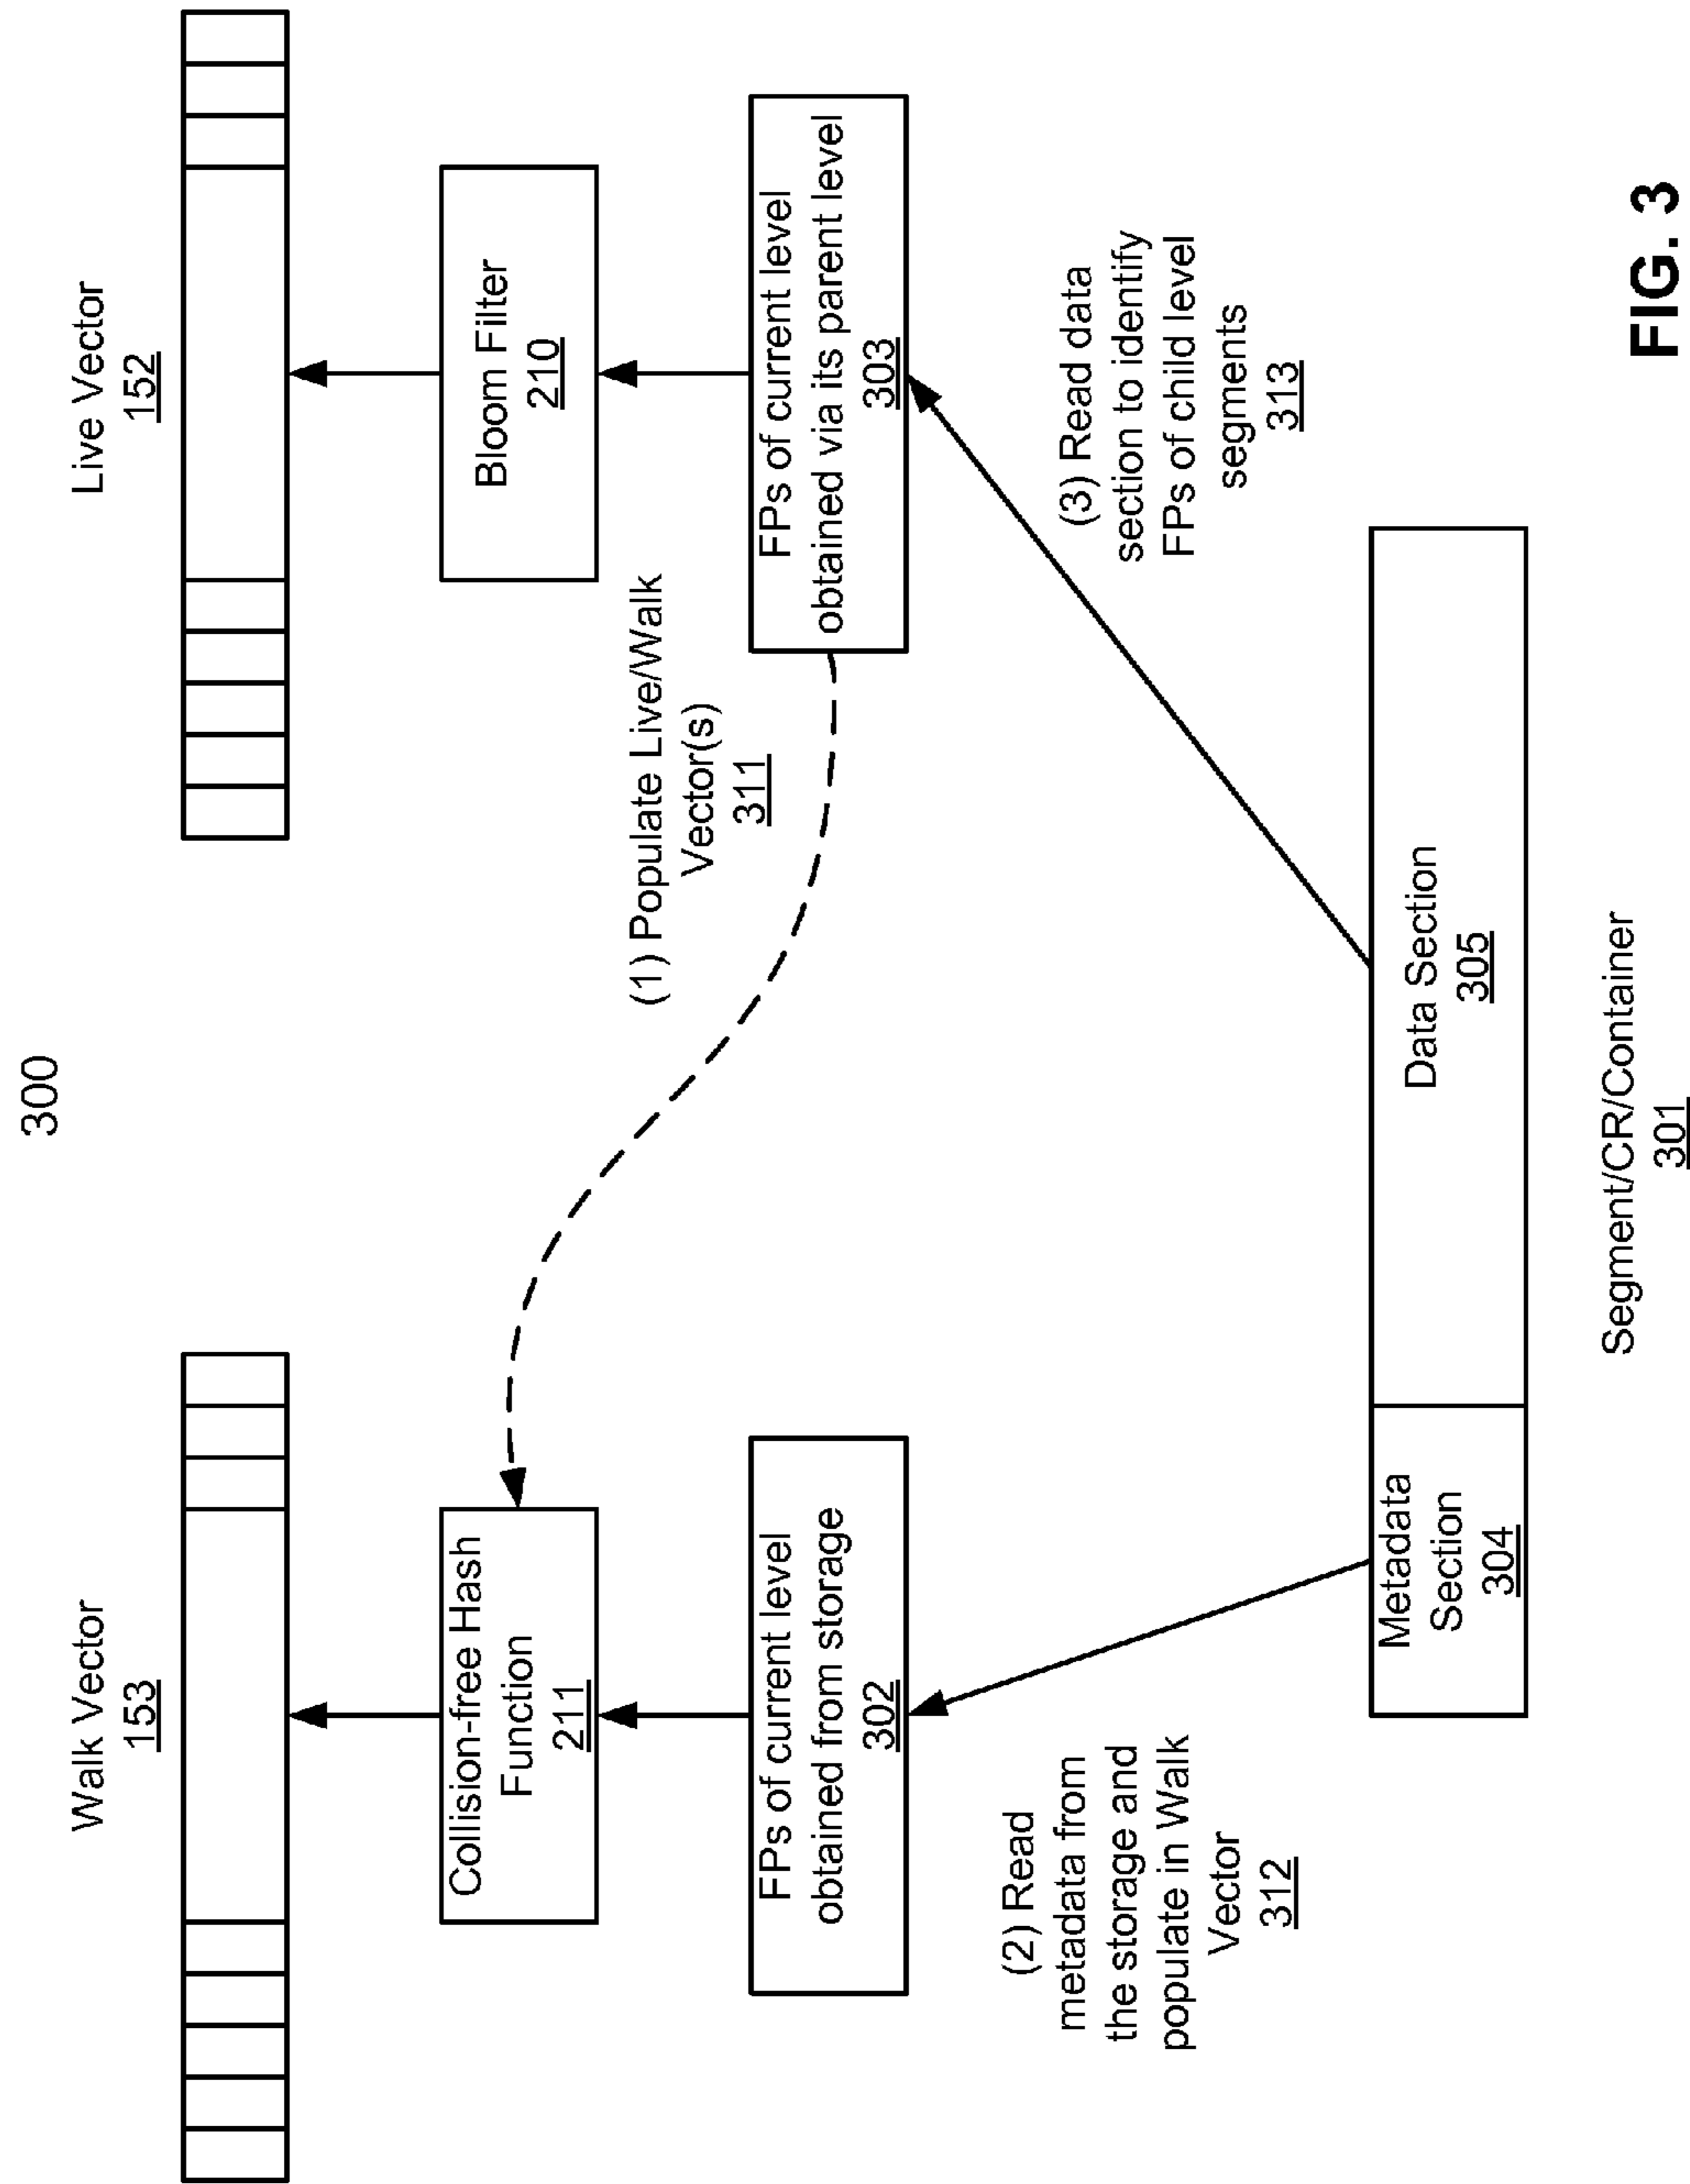 300
Walk Vector
153
Live Vector
152
Collision-free Hash
Function
211
Bloom Filter
210
(1) Populate Live/Walk
Vector(s)
311
FPs of current level
obtained from storage
302
FPs of current level
obtained via its parent level
303
(2) Read
metadata from
the storage and
populate in Walk
Vector
312
(3) Read data
section to identify
FPs of child level
segments
313
Metadata
Section
304
Data Section
305
Segment/CR/Container
301
FIG. 3